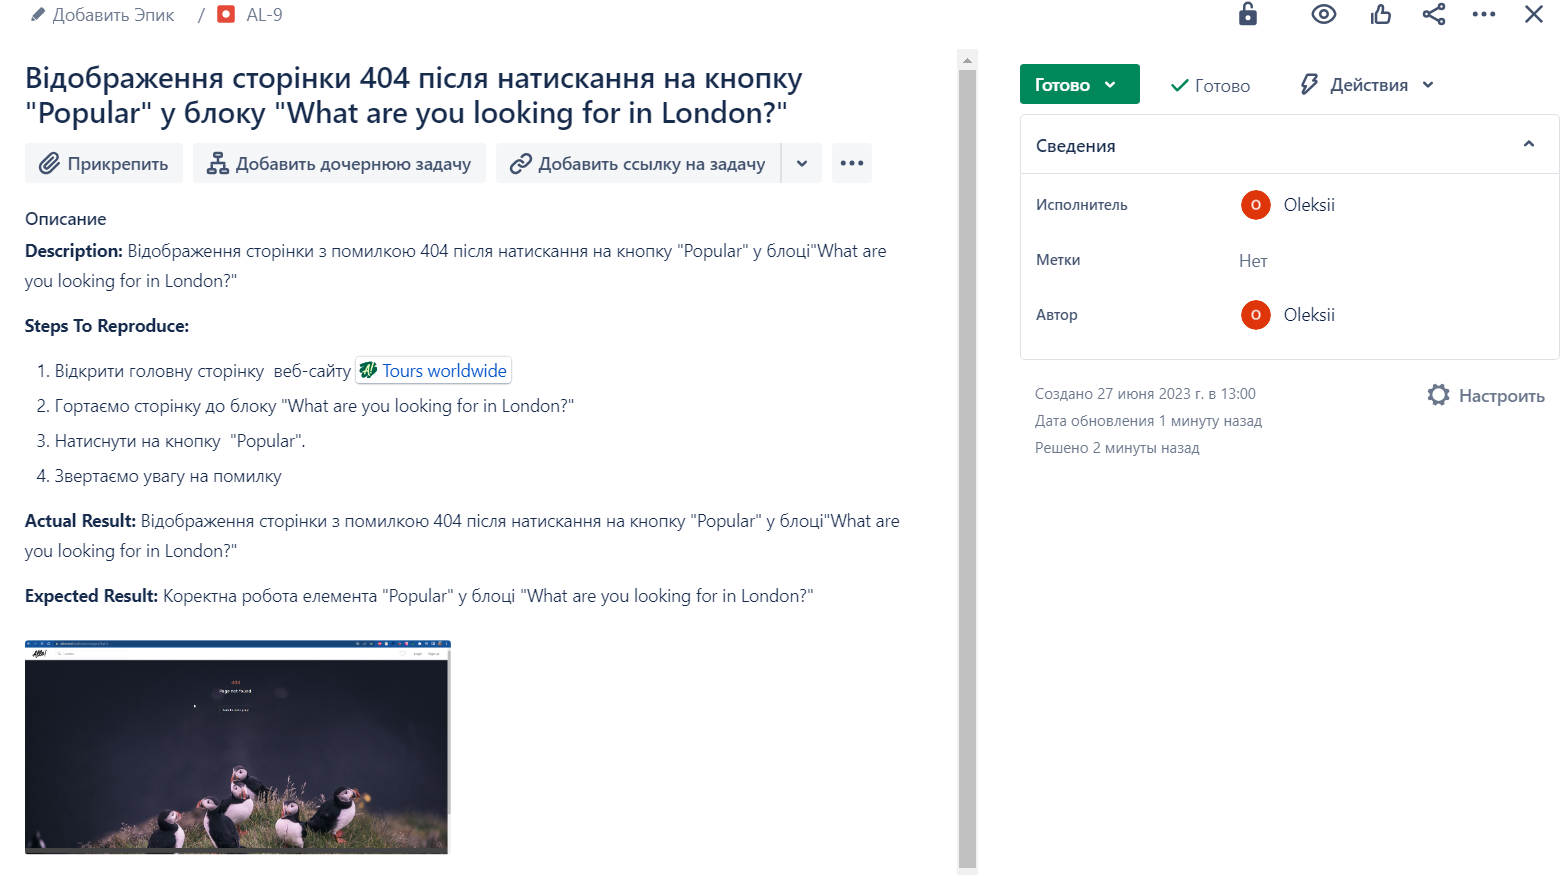 Добавить Эпик / AL-9
Відображення сторінки 404 після натискання на кнопку
"Popular" у блоку "What are you looking for in London?"
Прикрепить
Добавить дочернюю задачу
Добавить ссылку на задачу
Описание
Description: Відображення сторінки з помилкою 404 після натискання на кнопку "Popular" у блоці"What are
you looking for in London?"
Steps To Reproduce:
1. Відкрити головну сторінку веб-сайту Tours worldwide
2. Гортаємо сторінку до блоку "What are you looking for in London?"
3. Натиснути на кнопку "Popular".
4. Звертаємо увагу на помилку
Actual Result: Відображення сторінки з помилкою 404 після натискання на кнопку "Popular" у блоці"What are
you looking for in London?"
Expected Result: Коректна робота елемента "Popular" у блоці "What are you looking for in London?"
404
Page not found
Готово
Готово
Действия
Сведения
Исполнитель
O Oleksii
Метки
Нет
Автор
O Oleksii
Создано 27 июня 2023 г. в 13:00
Дата обновления 1 минуту назад
Решено 2 минуты назад
Настроить